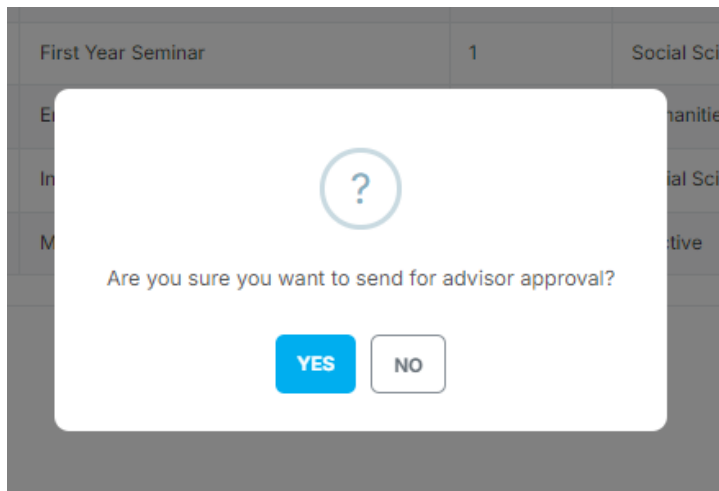 First Year Seminar 1 Social Sci
?
Are you sure you want to send for advisor approval?
YES NO